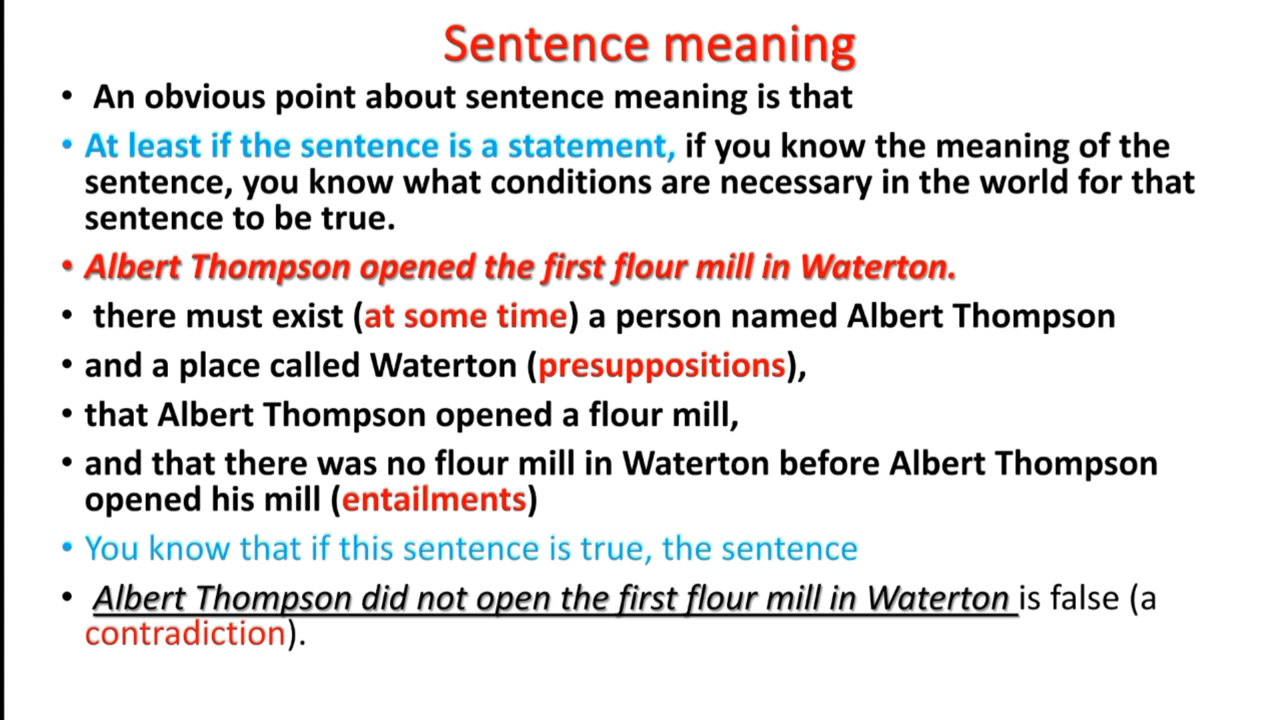 Sentence meaning
• An obvious point about sentence meaning is that
• At least if the sentence is a statement, if you know the meaning of the
sentence, you know what conditions are necessary in the world for that
sentence to be true.
• Albert Thompson opened the first flour mill in Waterton.
• there must exist (at some time) a person named Albert Thompson
• and a place called Waterton (presuppositions),
• that Albert Thompson opened a flour mill,
• and that there was no flour mill in Waterton before Albert Thompson
opened his mill (entailments)
• You know that if this sentence is true, the sentence
• Albert Thompson did not open the first flour mill in Waterton is false (a
contradiction).